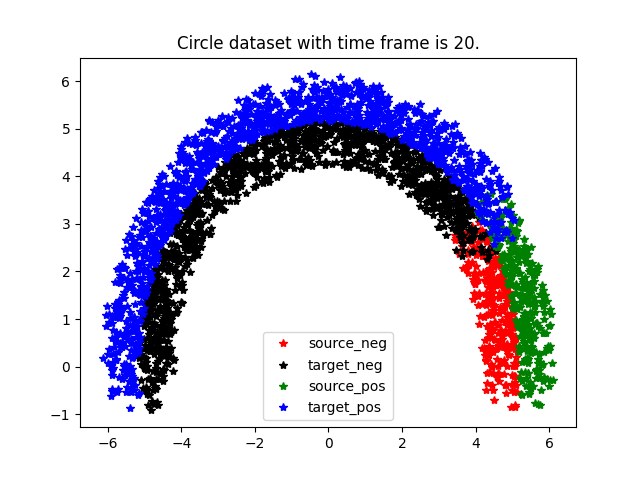 Circle dataset with time frame is 20.
6
5
4
3
2
1
0
−1
source_neg
target_neg
source_pos
target_pos
−6 −4 −2 0 2 4 6